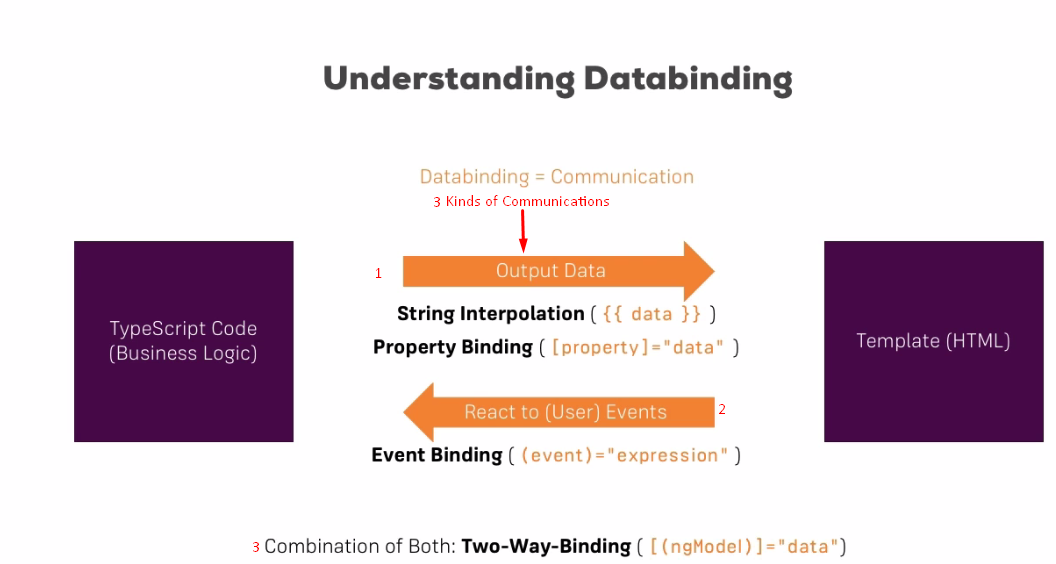 Understanding Databinding
Databinding = Communication
3 Kinds of Communications
1
Output Data
String Interpolation ( {{ data }} )
Property Binding ( [property]="data" )
TypeScript Code
(Business Logic)
Template (HTML)
React to (User) Events
2
Event Binding ( (event)="expression" )
3 Combination of Both: Two-Way-Binding ( [(ngModel)]="data")